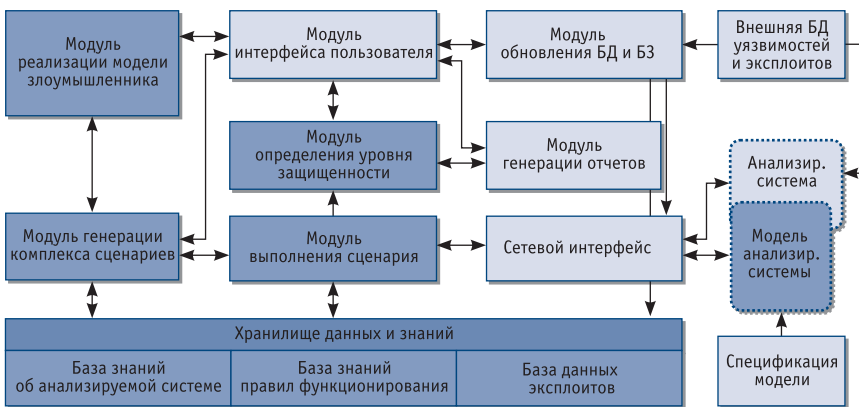 Модуль
реализации модели
злоумышленника
Модуль
интерфейса пользователя
Модуль
обновления БД и БЗ
Внешняя БД
уязвимостей
и эксплоитов
Модуль
определения уровня
защищенности
Модуль
генерации отчетов
Анализир.
система
Модуль генерации
комплекса сценариев
Модуль
выполнения сценария
Сетевой интерфейс
Модель
анализир.
системы
Хранилище данных и знаний
База знаний
об анализируемой системе
База знаний
правил функционирования
База данных
эксплоитов
Спецификация
модели